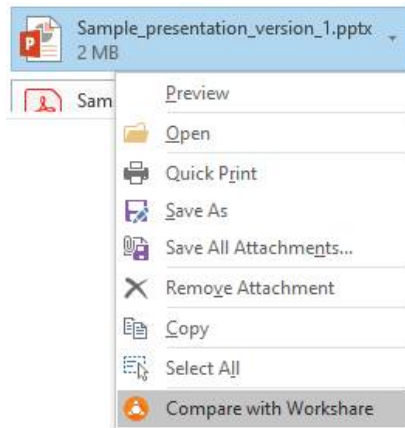 Sample_presentation_version_1.pptx
2 MB
Sam
Preview
Open
Quick Print
Save As
Save All Attachments...
Remove Attachment
Copy
Select All
Compare with Workshare